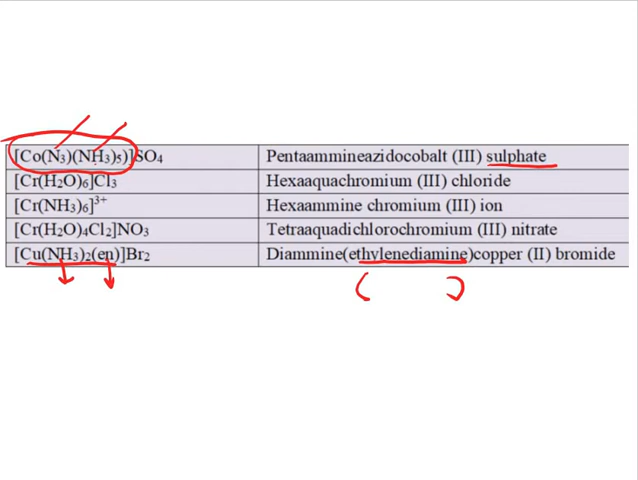 [Co(N₃)(NH₃)₅)]SO₄ Pentaammineazidocobalt (III) sulphate
[Cr(H₂O)₆]Cl₃ Hexaaquachromium (III) chloride
[Cr(NH₃)₆]³⁺ Hexaammine chromium (III) ion
[Cr(H₂O)₄Cl₂]NO₃ Tetraaquadichlorochromium (III) nitrate
[Cu(NH₃)₂(en)]Br₂ Diammine(ethylenediamine)copper (II) bromide
( )